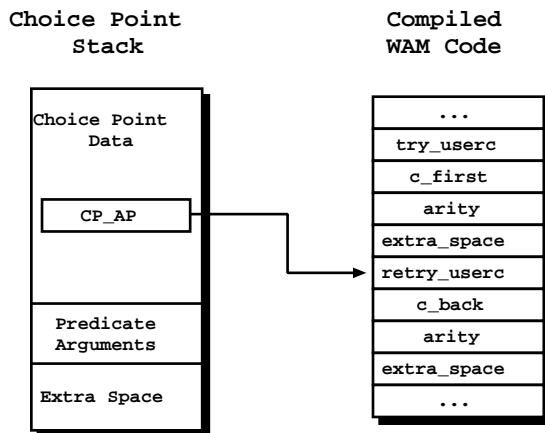 Choice Point
Stack
Choice Point
Data
CP_AP
Predicate
Arguments
Extra Space
Compiled
WAM Code
...
try_userc
c_first
arity
extra_space
retry_userc
c_back
arity
extra_space
...